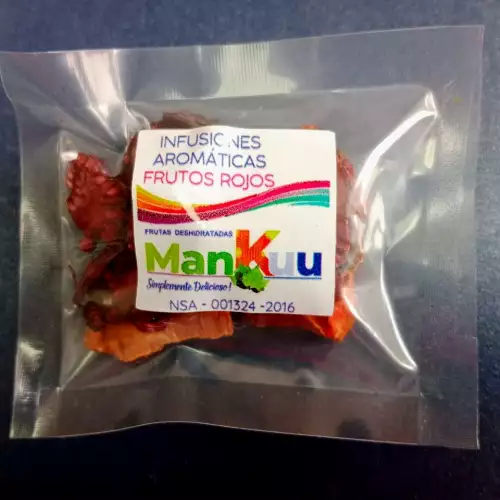 INFUSIONES
AROMÁTICAS
FRUTOS ROJOS
FRUTAS DESHIDRATADAS
ManKuu
Simplemente Delicioso!
NSA - 001324 -2016